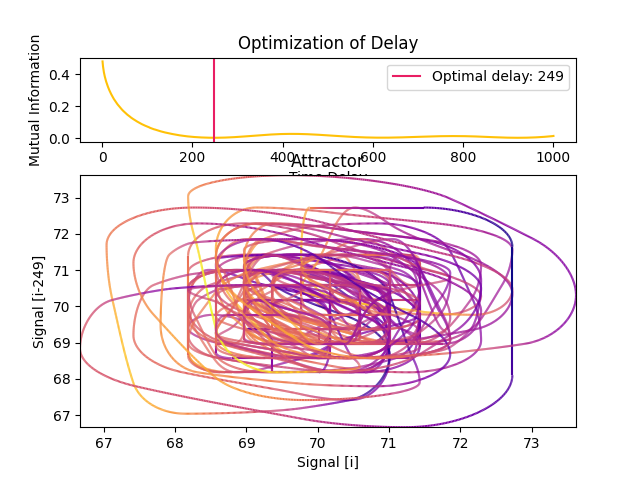 Optimization of Delay
Mutual Information
0.4
0.2
0.0
Optimal delay: 249
0 200 400 600 800 1000
Time Delay
Attractor
Signal [i-249]
73
72
71
70
69
68
67
67 68 69 70 71 72 73
Signal [i]